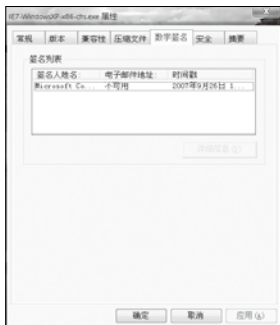 IE7-WindowsXP-x86-chs.exe 属性
常规 版本 兼容性 压缩文件 数字签名 安全 摘要
签名列表
签名人姓名: 电子邮件地址: 时间戳
Microsoft Co... 不可用 2007年9月26日 1...
详细信息(D)
确定 取消 应用(A)